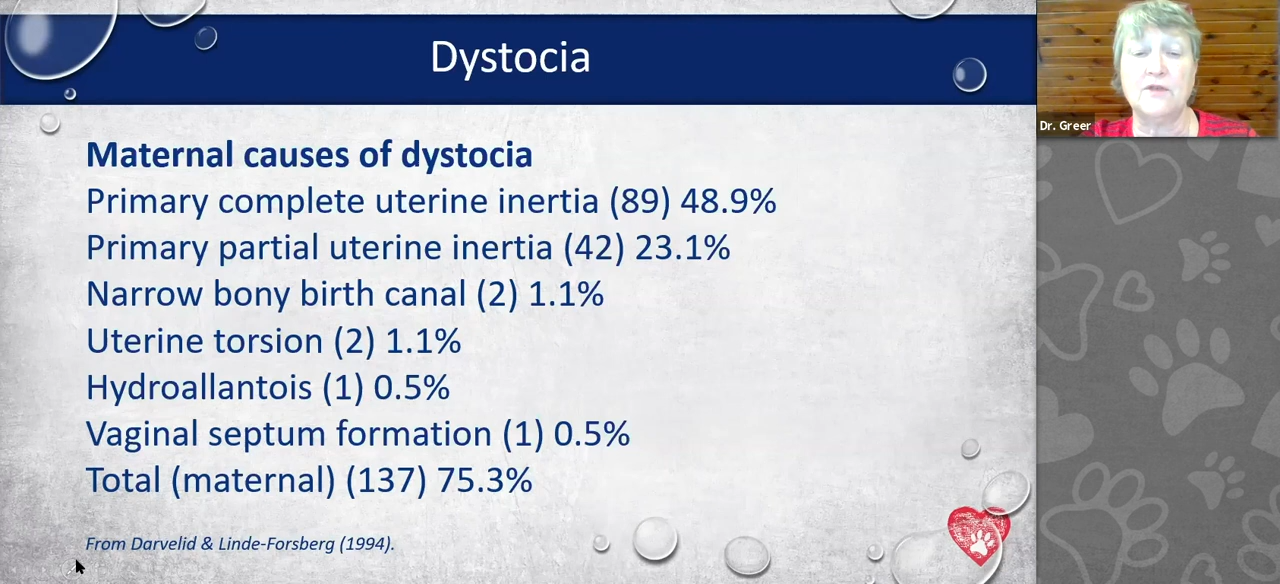 Dystocia
Dr. Greer
Maternal causes of dystocia
Primary complete uterine inertia (89) 48.9%
Primary partial uterine inertia (42) 23.1%
Narrow bony birth canal (2) 1.1%
Uterine torsion (2) 1.1%
Hydroallantois (1) 0.5%
Vaginal septum formation (1) 0.5%
Total (maternal) (137) 75.3%
From Darvelid & Linde-Forsberg (1994).